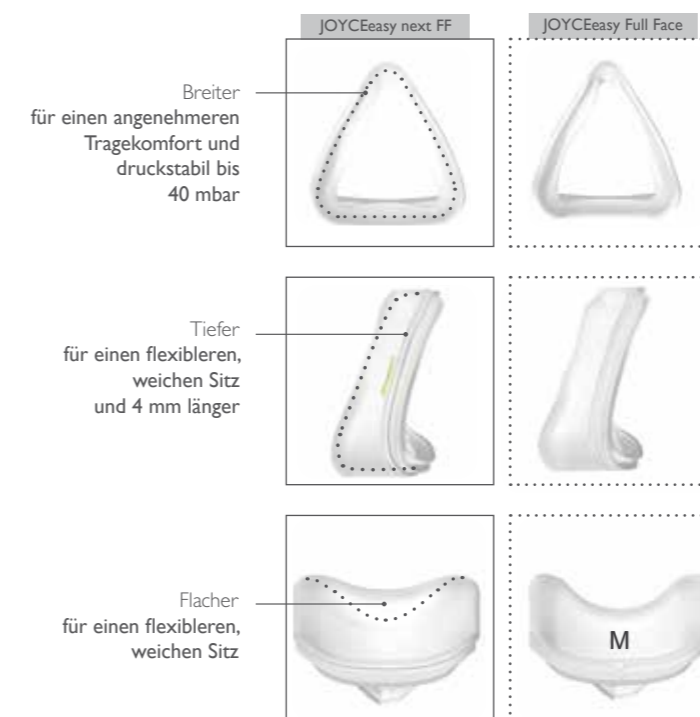 JOYCEeasy next FF
JOYCEeasy Full Face
Breiter
für einen angenehmeren
Tragekomfort und
druckstabil bis
40 mbar
Tiefer
für einen flexibleren,
weichen Sitz
und 4 mm länger
Flacher
für einen flexibleren,
weichen Sitz
M